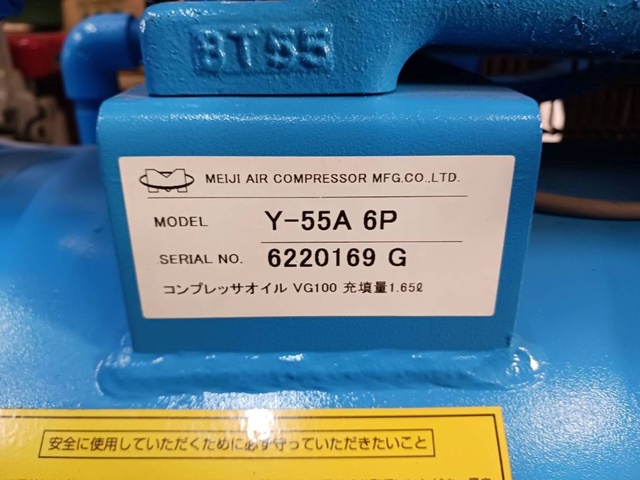 BT55
MEIJI AIR COMPRESSOR MFG.CO.,LTD.
MODEL Y-55A 6P
SERIAL NO. 6220169 G
コンプレッサオイル VG100 充填量1.65ℓ
安全に使用していただくために必ず守っていただきたいこと